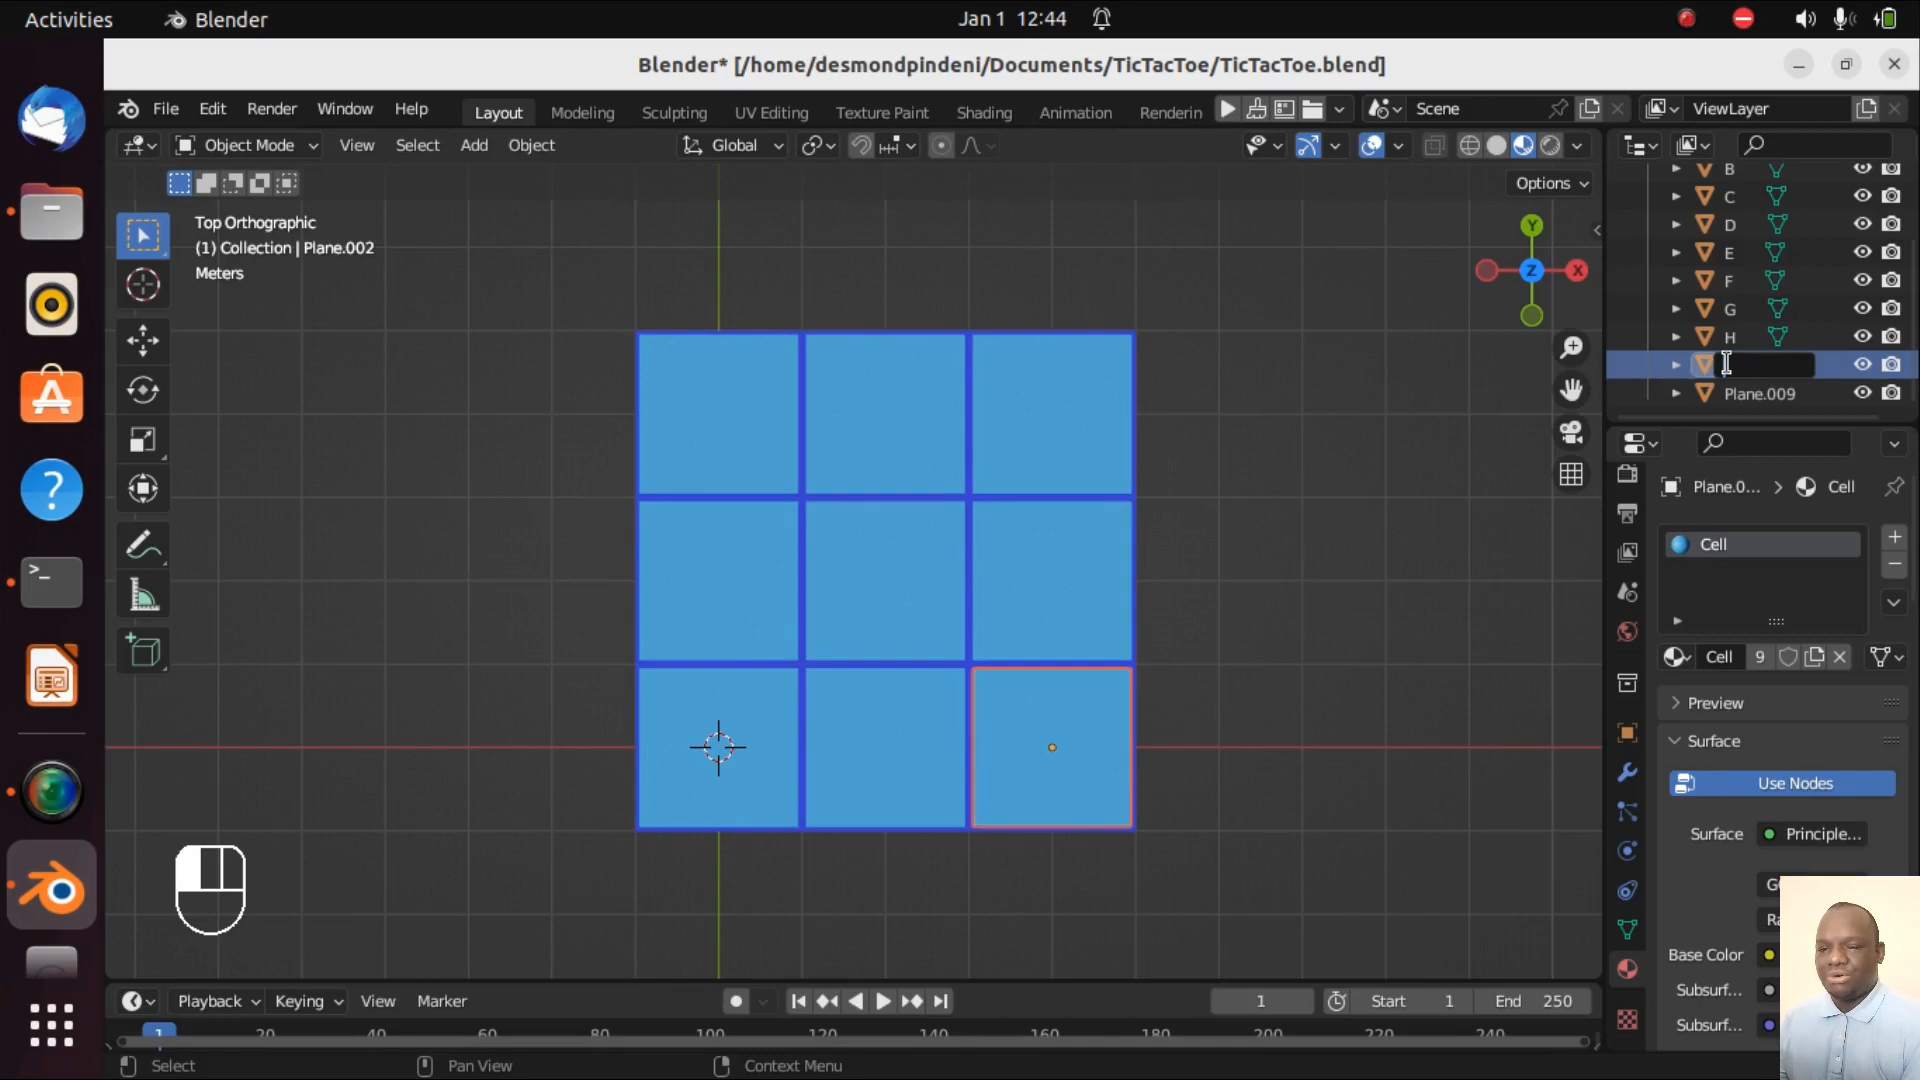 Activities
Blender
Jan 1 12:44
Blender* [/home/desmondpindeni/Documents/TicTacToe/TicTacToe.blend]
File Edit Render Window Help
Layout Modeling Sculpting UV Editing Texture Paint Shading Animation Renderin
Scene
ViewLayer
Object Mode
View Select Add Object
Global
Options
Top Orthographic
(1) Collection | Plane.002
Meters
Y
Z
X
B
C
D
E
F
G
H
Plane.009
Plane.0... > Cell
Cell
Cell 9
Preview
Surface
Use Nodes
Surface Principle...
Base Color
Subsurf...
Subsurf...
Playback Keying View Marker
1
Start 1
End 250
1 20 40 60 80 100 120 140 160 180 200 220 240
Select
Pan View
Context Menu